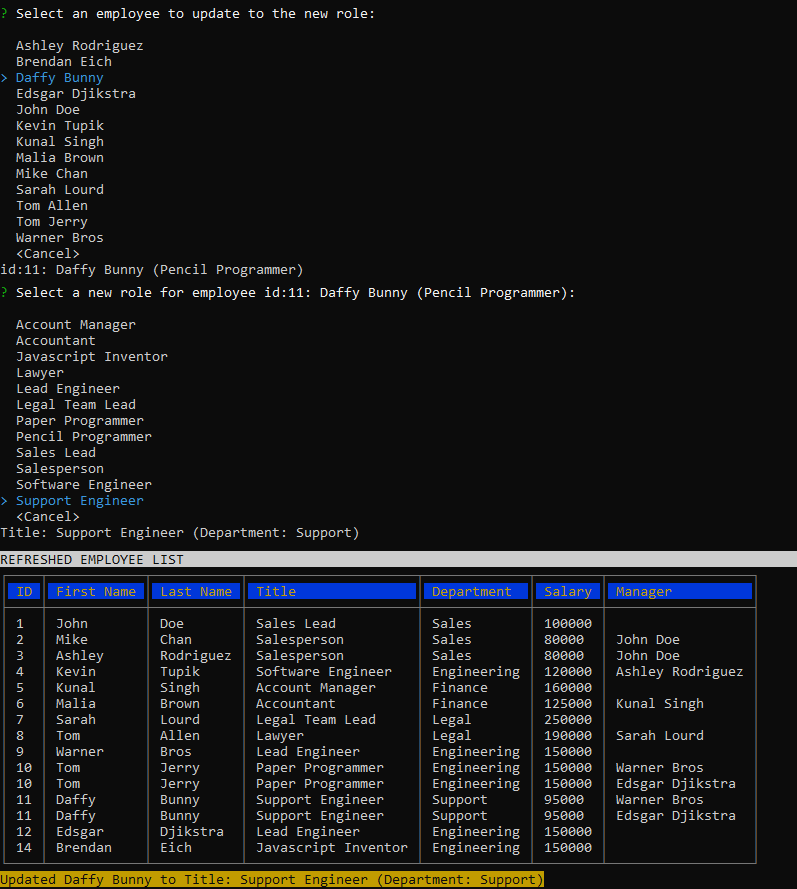 ? Select an employee to update to the new role:
Ashley Rodriguez
Brendan Eich
> Daffy Bunny
Edsgar Djikstra
John Doe
Kevin Tupik
Kunal Singh
Malia Brown
Mike Chan
Sarah Lourd
Tom Allen
Tom Jerry
Warner Bros
<Cancel>
id:11: Daffy Bunny (Pencil Programmer)
? Select a new role for employee id:11: Daffy Bunny (Pencil Programmer):
Account Manager
Accountant
Javascript Inventor
Lawyer
Lead Engineer
Legal Team Lead
Paper Programmer
Pencil Programmer
Sales Lead
Salesperson
Software Engineer
> Support Engineer
<Cancel>
Title: Support Engineer (Department: Support)
REFRESHED EMPLOYEE LIST
ID First Name Last Name Title Department Salary Manager
1 John Doe Sales Lead Sales 100000
2 Mike Chan Salesperson Sales 80000 John Doe
3 Ashley Rodriguez Salesperson Sales 80000 John Doe
4 Kevin Tupik Software Engineer Engineering 120000 Ashley Rodriguez
5 Kunal Singh Account Manager Finance 160000
6 Malia Brown Accountant Finance 125000 Kunal Singh
7 Sarah Lourd Legal Team Lead Legal 250000
8 Tom Allen Lawyer Legal 190000 Sarah Lourd
9 Warner Bros Lead Engineer Engineering 150000
10 Tom Jerry Paper Programmer Engineering 150000 Warner Bros
10 Tom Jerry Paper Programmer Engineering 150000 Edsgar Djikstra
11 Daffy Bunny Support Engineer Support 95000 Warner Bros
11 Daffy Bunny Support Engineer Support 95000 Edsgar Djikstra
12 Edsgar Djikstra Lead Engineer Engineering 150000
14 Brendan Eich Javascript Inventor Engineering 150000
Updated Daffy Bunny to Title: Support Engineer (Department: Support)